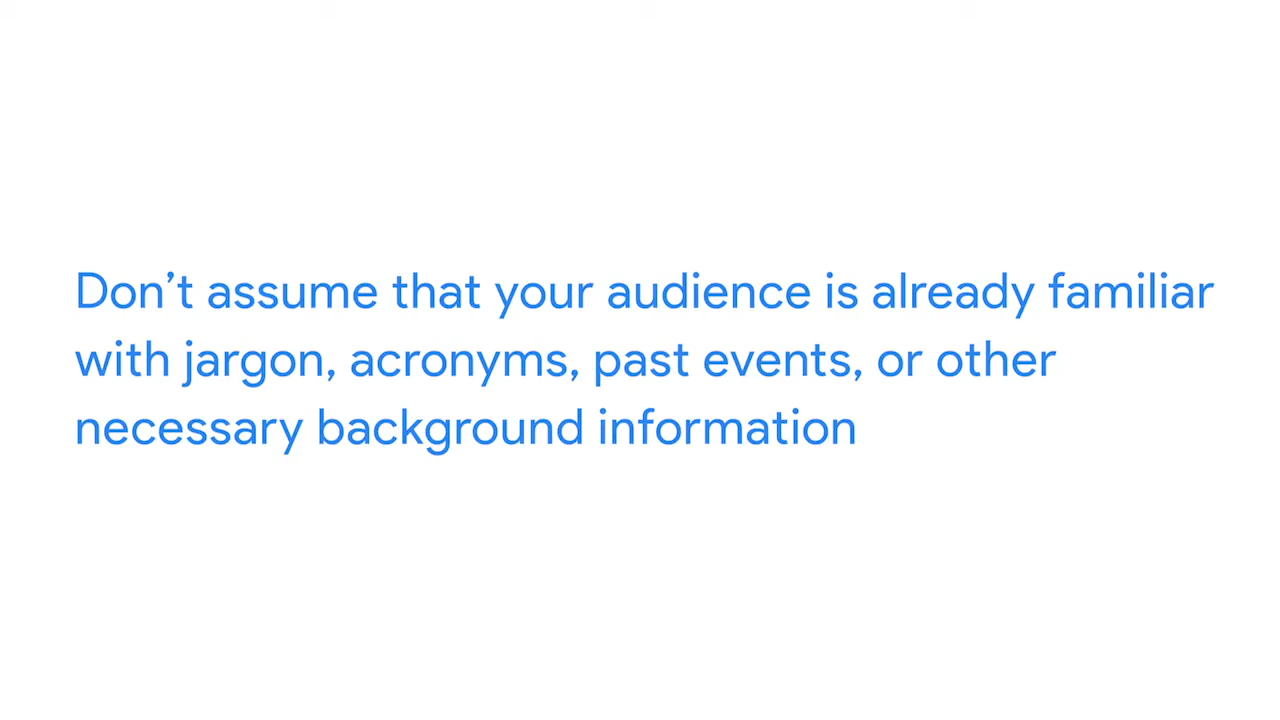 Don’t assume that your audience is already familiar
with jargon, acronyms, past events, or other
necessary background information